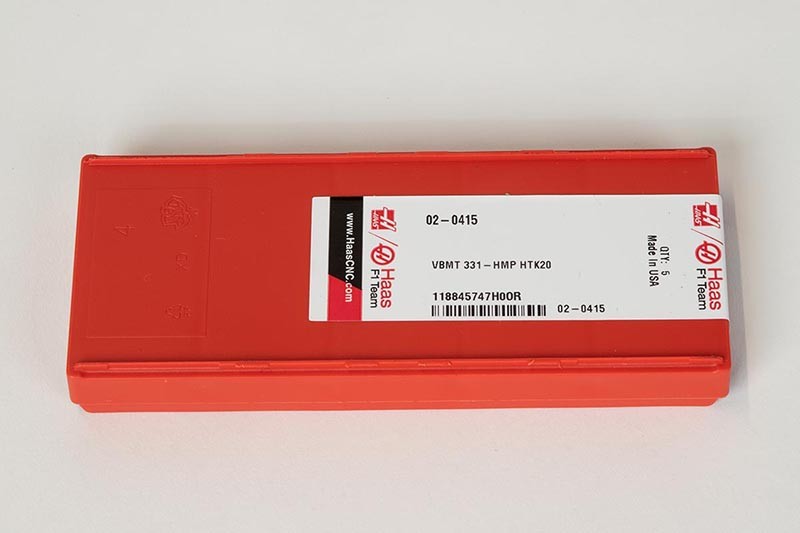 www.HaasCNC.com
HAAS
Haas
F1 Team
02-0415
VBMT 331-HMP HTK20
118845747H00R
02-0415
QTY: 5
Made In USA
HAAS
Haas
F1 Team
4